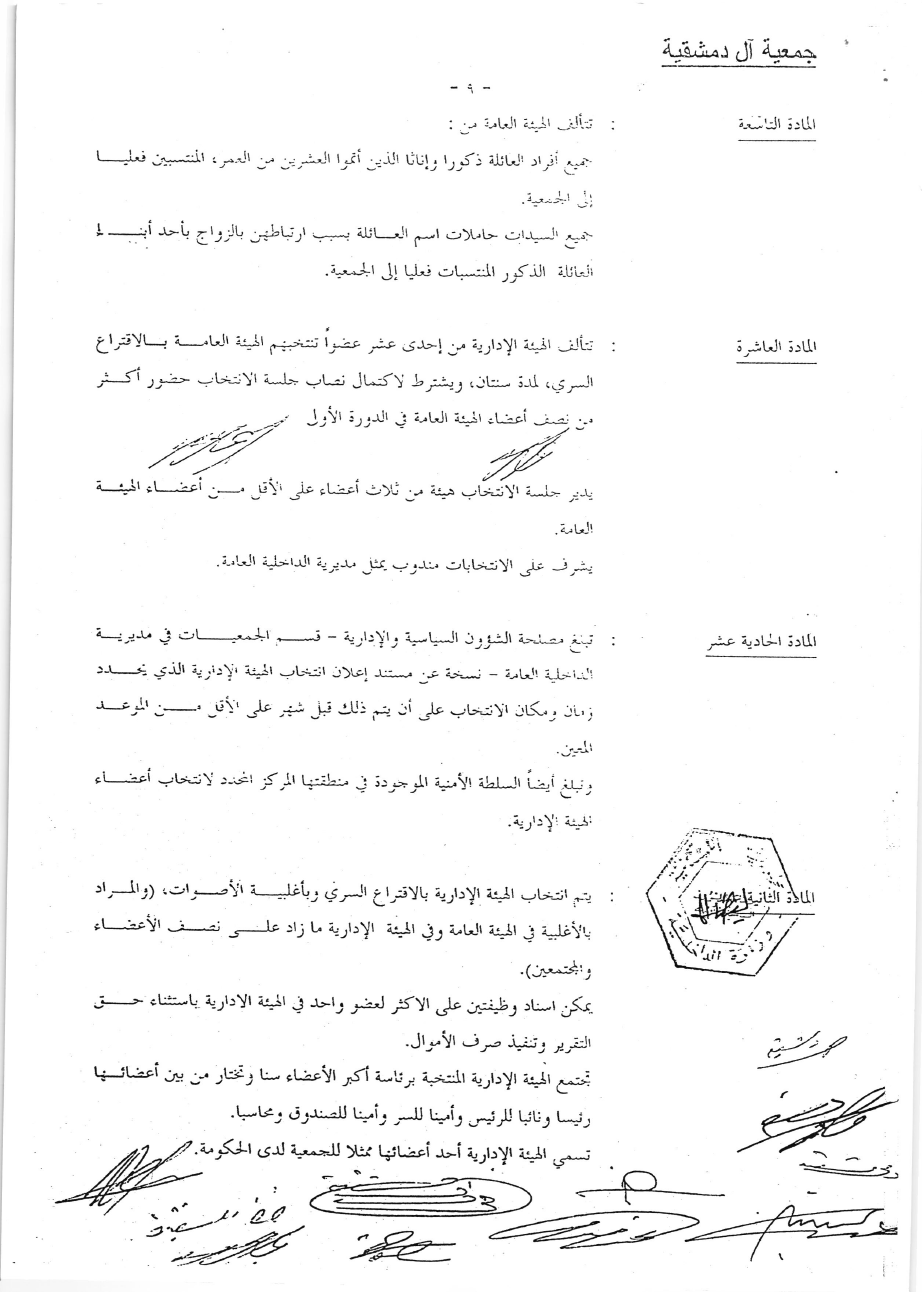 جمعية آل دمشقية
- ٩ -
المادة التاسعة : تتألف الهيئة العامة من :
جميع أفراد العائلة ذكورا وإناثا الذين أتموا العشرين من العمر، المنتسبين فعليا
إلى الجمعية.
جميع السيدات حاملات اسم العائلة بسبب ارتباطهن بالزواج بأحد أبنا
العائلة الذكور المنتسبات فعليا إلى الجمعية.
المادة العاشرة : تتألف الهيئة الإدارية من إحدى عشر عضواً تنتخبهم الهيئة العامة بالاقتراع
السري، لمدة سنتان، ويشترط لاكتمال نصاب جلسة الانتخاب حضور أكثر
من نصف أعضاء الهيئة العامة في الدورة الأولى
يدير جلسة الانتخاب هيئة من ثلاث أعضاء على الأقل من أعضاء الهيئة
العامة.
يشرف على الانتخابات مندوب يمثل مديرية الداخلية العامة.
المادة الحادية عشر : تبلغ مصلحة الشؤون السياسية والإدارية - قسم الجمعيات في مديرية
الداخلية العامة - نسخة عن مستند إعلان انتخاب الهيئة الإدارية الذي يحدد
زمان ومكان الانتخاب على أن يتم ذلك قبل شهر على الأقل من الموعد
المعين.
وتبلغ أيضاً السلطة الأمنية الموجودة في منطقتها المركز المحدد لانتخاب أعضاء
الهيئة الإدارية.
المادة الثانية : يتم انتخاب الهيئة الإدارية بالاقتراع السري وبأغلبية الأصوات، (والمراد
بالأغلبية في الهيئة العامة وفي الهيئة الإدارية ما زاد على نصف الأعضاء
والمجتمعين).
يمكن اسناد وظيفتين على الاكثر لعضو واحد في الهيئة الادارية باستثناء حق
التقرير وتنفيذ صرف الأموال.
تجتمع الهيئة الإدارية المنتخبة برئاسة أكبر الأعضاء سنا وتختار من بين أعضائها
رئيسا ونائبا للرئيس وأمينا للسر وأمينا للصندوق ومحاسبا.
تسمي الهيئة الإدارية أحد أعضائها ممثلا للجمعية لدى الحكومة.
وزارة الداخلية